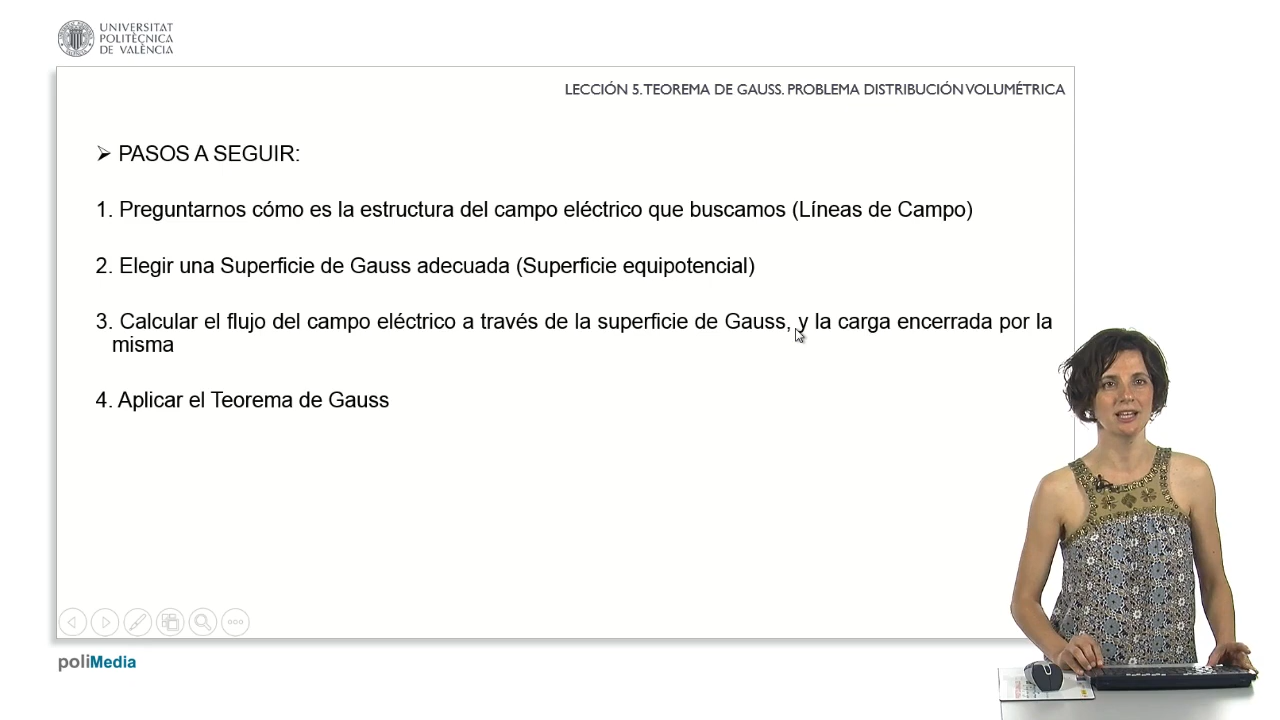 UNIVERSITAT
POLITÈCNICA
DE VALÈNCIA
LECCIÓN 5. TEOREMA DE GAUSS. PROBLEMA DISTRIBUCIÓN VOLUMÉTRICA
➢ PASOS A SEGUIR:
1. Preguntarnos cómo es la estructura del campo eléctrico que buscamos (Líneas de Campo)
2. Elegir una Superficie de Gauss adecuada (Superficie equipotencial)
3. Calcular el flujo del campo eléctrico a través de la superficie de Gauss, y la carga encerrada por la
misma
4. Aplicar el Teorema de Gauss
poliMedia